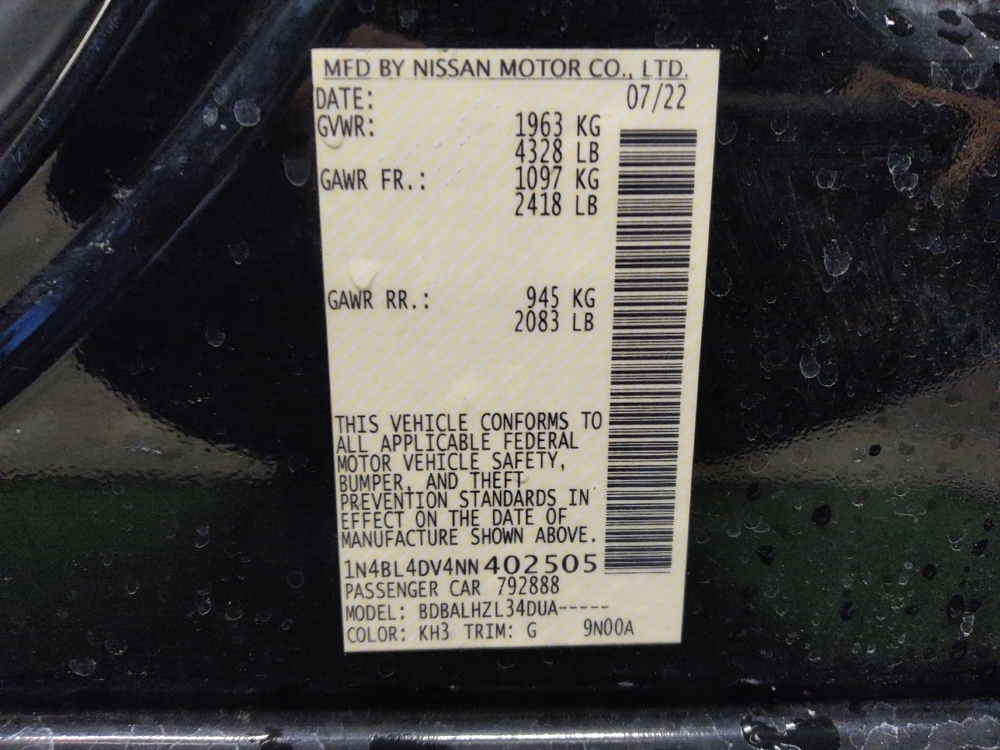 MFD BY NISSAN MOTOR CO., LTD.
DATE: 07/22
GVWR: 1963 KG
4328 LB
GAWR FR.: 1097 KG
2418 LB
GAWR RR.: 945 KG
2083 LB
THIS VEHICLE CONFORMS TO
ALL APPLICABLE FEDERAL
MOTOR VEHICLE SAFETY,
BUMPER, AND THEFT
PREVENTION STANDARDS IN
EFFECT ON THE DATE OF
MANUFACTURE SHOWN ABOVE.
1N4BL4DV4NN402505
PASSENGER CAR 792888
MODEL: BDBALHZL34DUA-----
COLOR: KH3 TRIM: G 9N00A